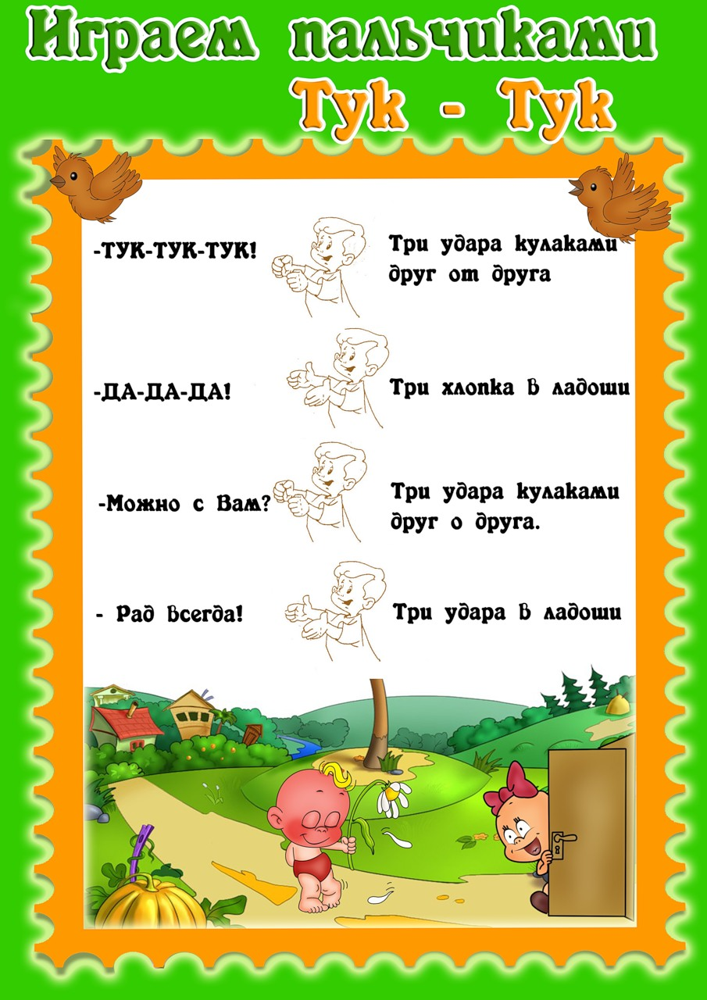 Играем пальчиками
Тук - Тук
-ТУК-ТУК-ТУК!
Три удара кулаками
друг от друга
-ДА-ДА-ДА!
Три хлопка в ладоши
-Можно с Вам?
Три удара кулаками
друг о друга.
- Рад всегда!
Три удара в ладоши